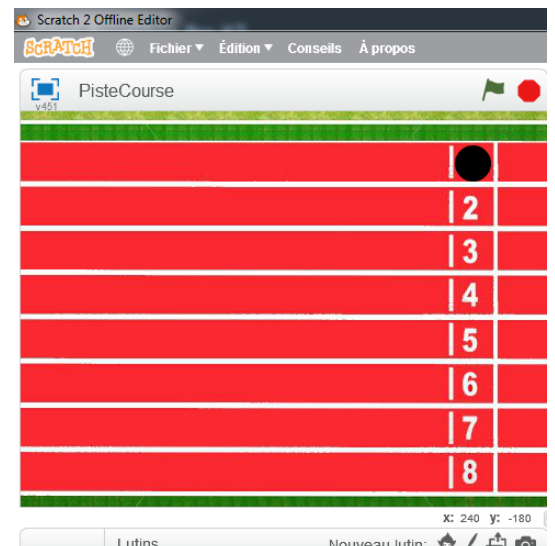 Scratch 2 Offline Editor
SCRATCH Fichier Édition Conseils À propos
PisteCourse
v451
2
3
4
5
6
7
8
x: 240 y: -180
Lutins Nouveau lutin: